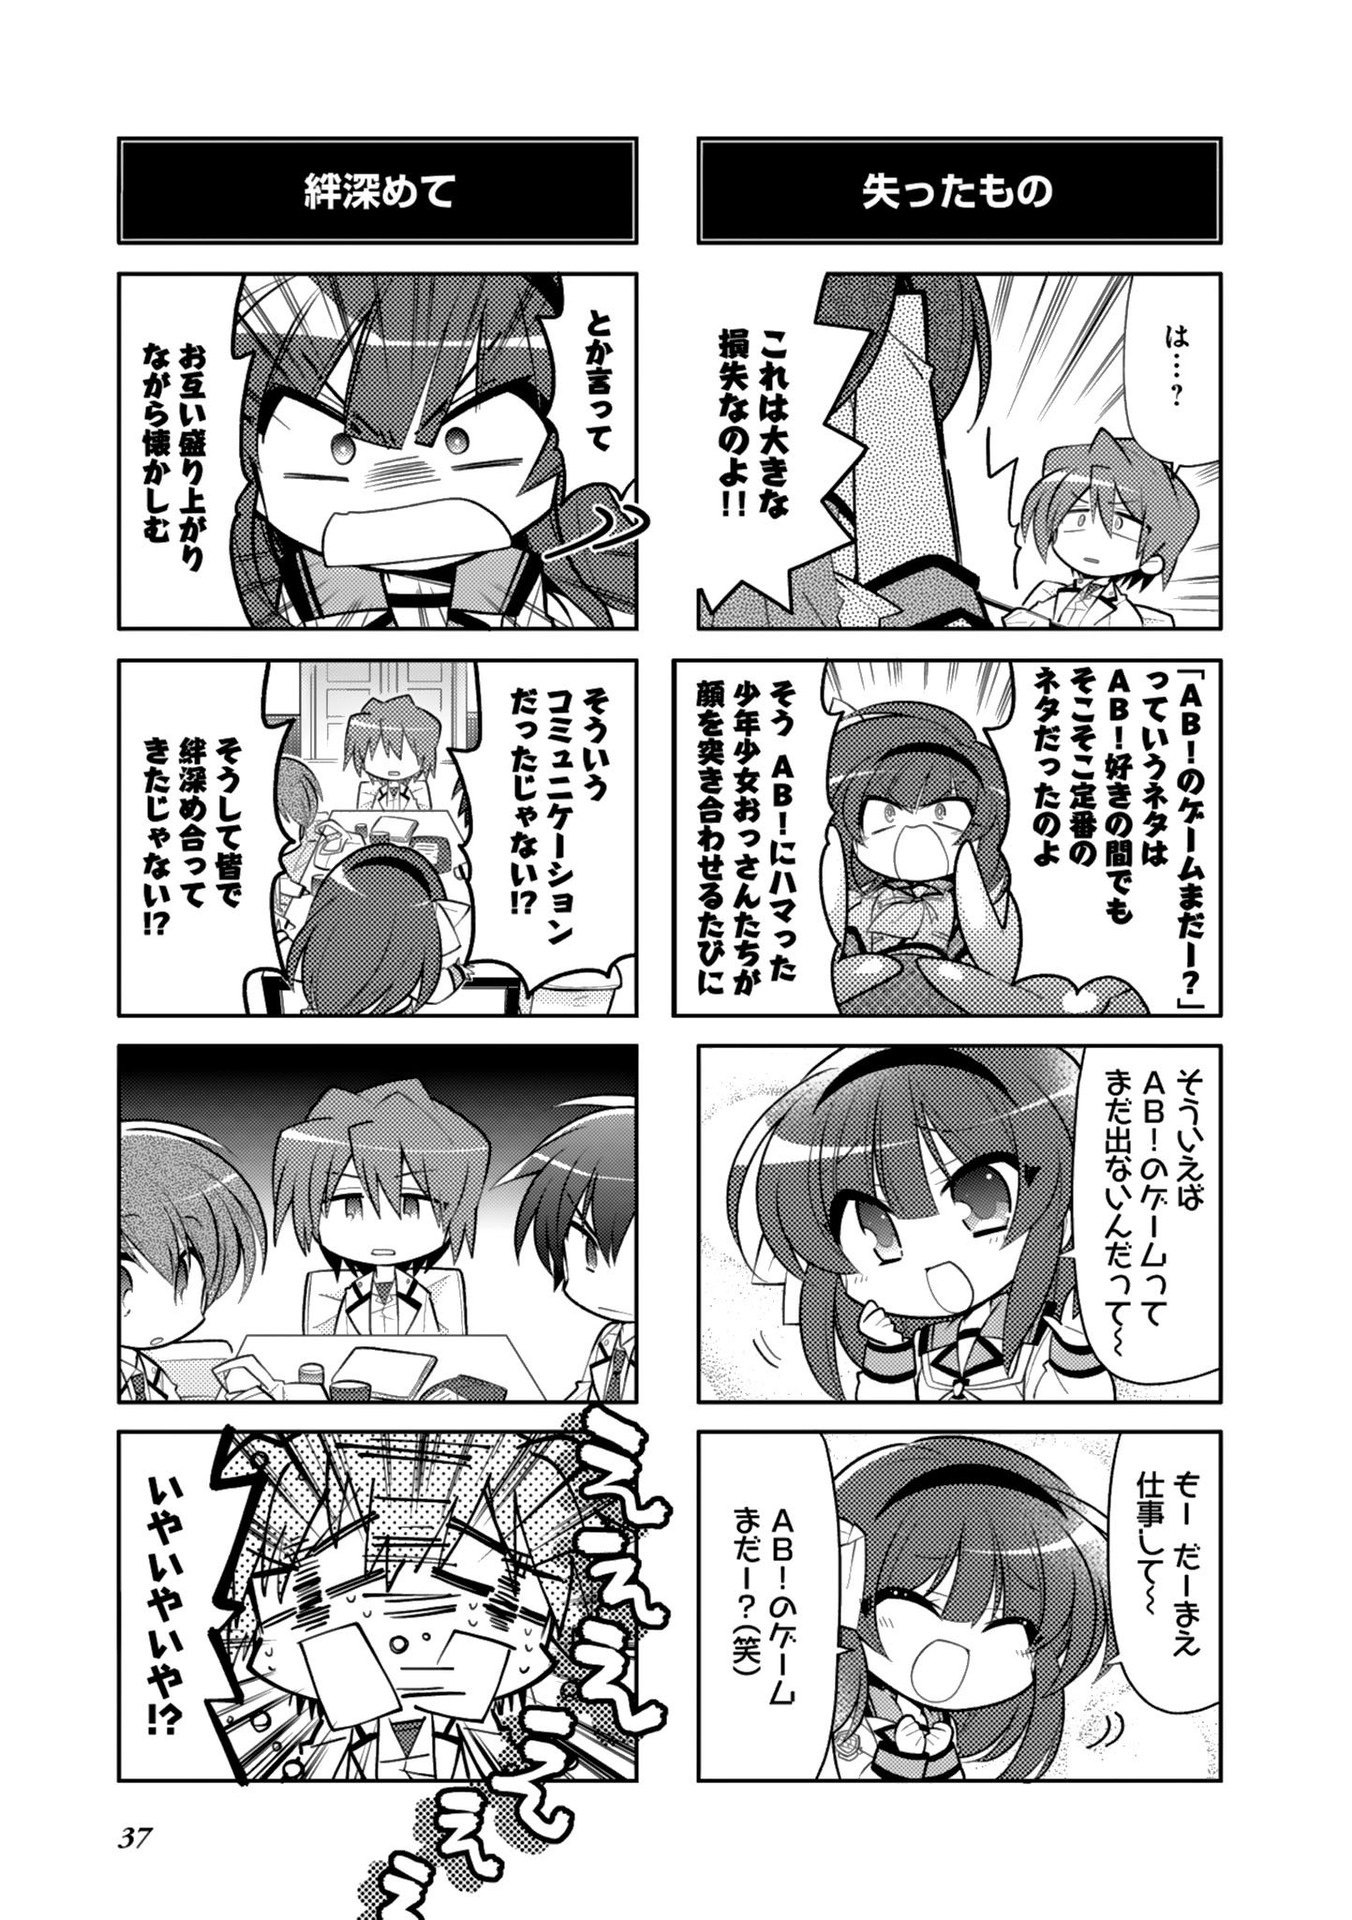 失ったもの
は…？
これは大きな
損失なのよ!!
「AB！のゲームまだー？」
っていうネタは
AB！好きの間でも
そこそこ定番の
ネタだったのよ
そう AB！にハマった
少年少女おっさんたちが
顔を突き合わせるたびに
そういえば
AB！のゲームって
まだ出ないんだって～
もー だーまえ
仕事して～
AB！のゲーム
まだー？(笑)
絆深めて
とか言って
お互い盛り上がり
ながら懐かしむ
そういう
コミュニケーション
だったじゃない!?
そうして皆で
絆深め合って
きたじゃない!?
いやいやいや!?
ええええええ
37